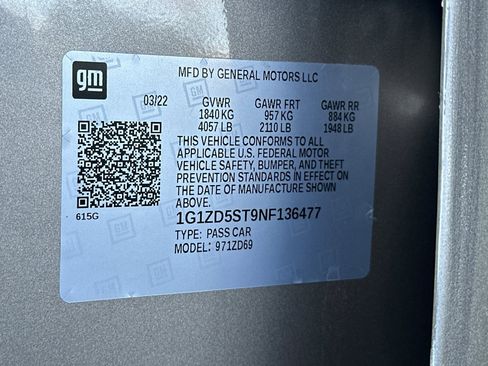 gm
MFD BY GENERAL MOTORS LLC
03/22 GVWR GAWR FRT GAWR RR
1840 KG 957 KG 884 KG
4057 LB 2110 LB 1948 LB
THIS VEHICLE CONFORMS TO ALL
APPLICABLE U.S. FEDERAL MOTOR
VEHICLE SAFETY, BUMPER, AND THEFT
PREVENTION STANDARDS IN EFFECT ON
THE DATE OF MANUFACTURE SHOWN
ABOVE.
615G
1G1ZD5ST9NF136477
TYPE: PASS CAR
MODEL: 971ZD69